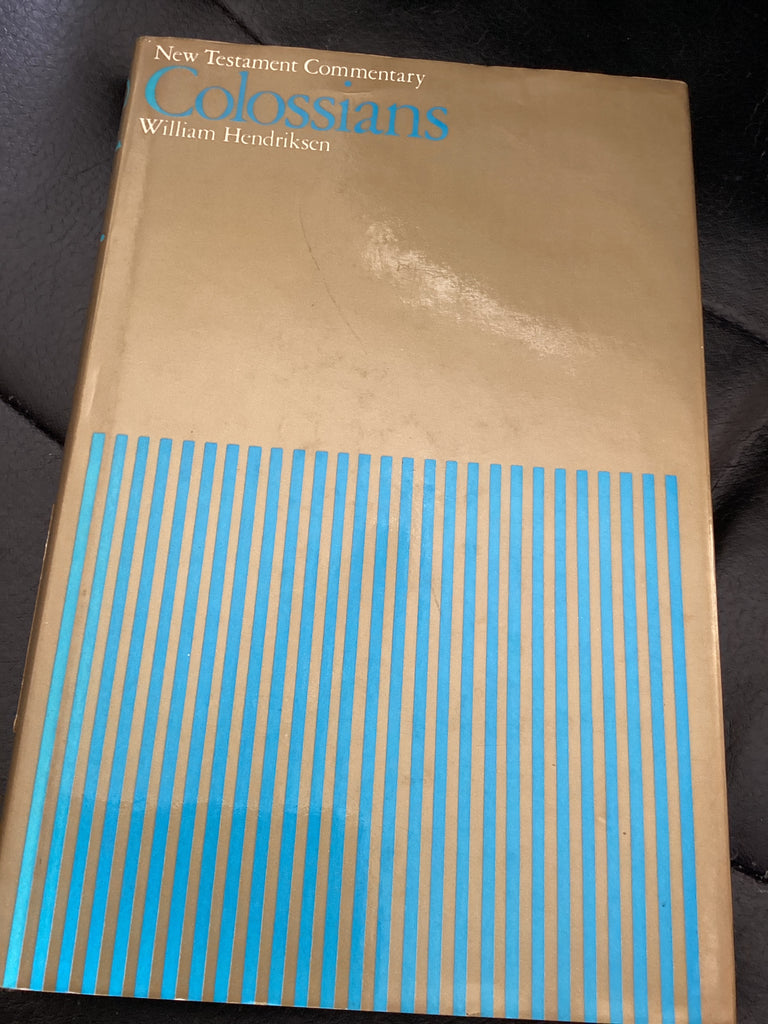 New Testament Commentary
Colossians
William Hendriksen